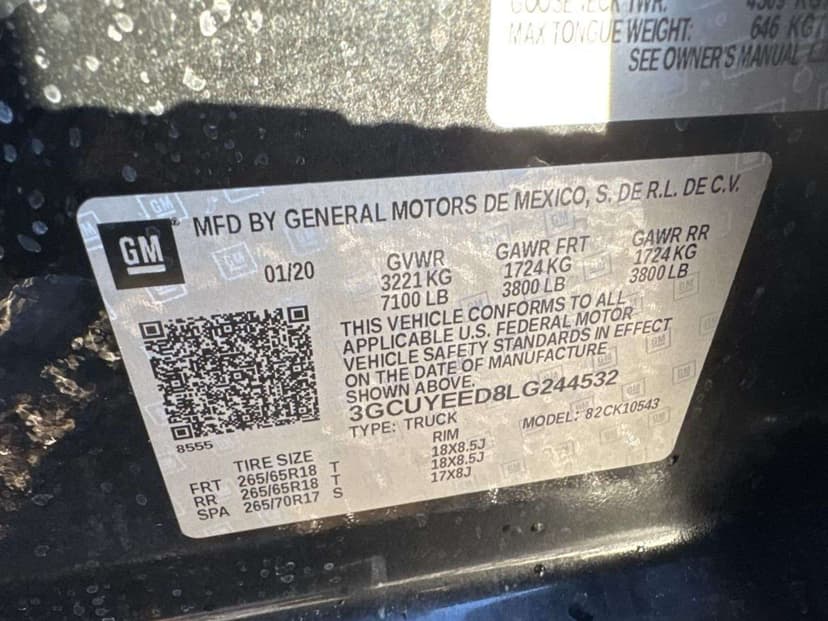 MAX TONGUE WEIGHT: 646 KG
SEE OWNER'S MANUAL
GM
MFD BY GENERAL MOTORS DE MEXICO, S. DE R.L. DE C.V.
01/20
GVWR GAWR FRT GAWR RR
3221 KG 1724 KG 1724 KG
7100 LB 3800 LB 3800 LB
THIS VEHICLE CONFORMS TO ALL
APPLICABLE U.S. FEDERAL MOTOR
VEHICLE SAFETY STANDARDS IN EFFECT
ON THE DATE OF MANUFACTURE
SHOWN ABOVE.
3GCUYEED8LG244532
TYPE: TRUCK MODEL: 82CK10543
8555
TIRE SIZE RIM
FRT 265/65R18 T 18X8.5J
RR 265/65R18 T 18X8.5J
SPA 265/70R17 S 17X8J